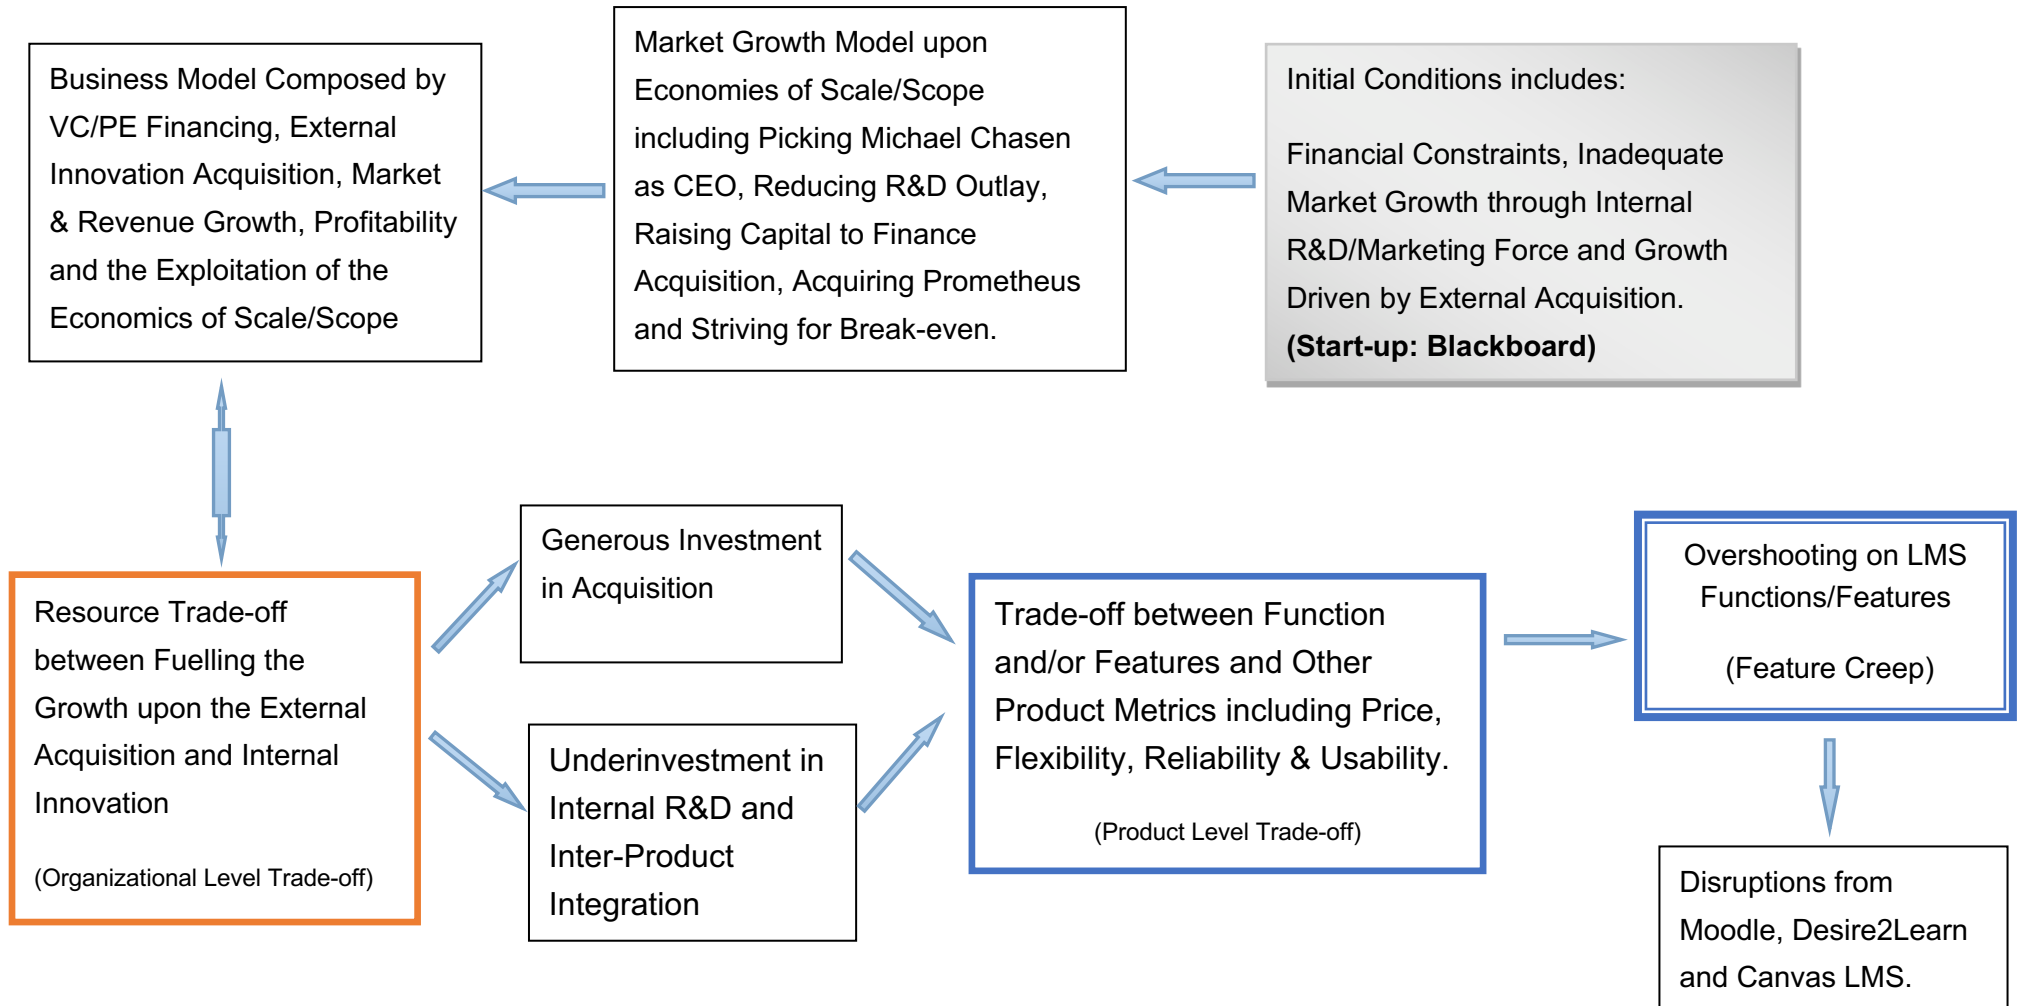 Business Model Composed by
VC/PE Financing, External
Innovation Acquisition, Market
& Revenue Growth, Profitability
and the Exploitation of the
Economics of Scale/Scope
Market Growth Model upon
Economies of Scale/Scope
including Picking Michael Chasen
as CEO, Reducing R&D Outlay,
Raising Capital to Finance
Acquisition, Acquiring Prometheus
and Striving for Break-even.
Initial Conditions includes:
Financial Constraints, Inadequate
Market Growth through Internal
R&D/Marketing Force and Growth
Driven by External Acquisition.
(Start-up: Blackboard)
Resource Trade-off
between Fuelling the
Growth upon the External
Acquisition and Internal
Innovation
(Organizational Level Trade-off)
Generous Investment
in Acquisition
Underinvestment in
Internal R&D and
Inter-Product
Integration
Trade-off between Function
and/or Features and Other
Product Metrics including Price,
Flexibility, Reliability & Usability.
(Product Level Trade-off)
Overshooting on LMS
Functions/Features
(Feature Creep)
Disruptions from
Moodle, Desire2Learn
and Canvas LMS.